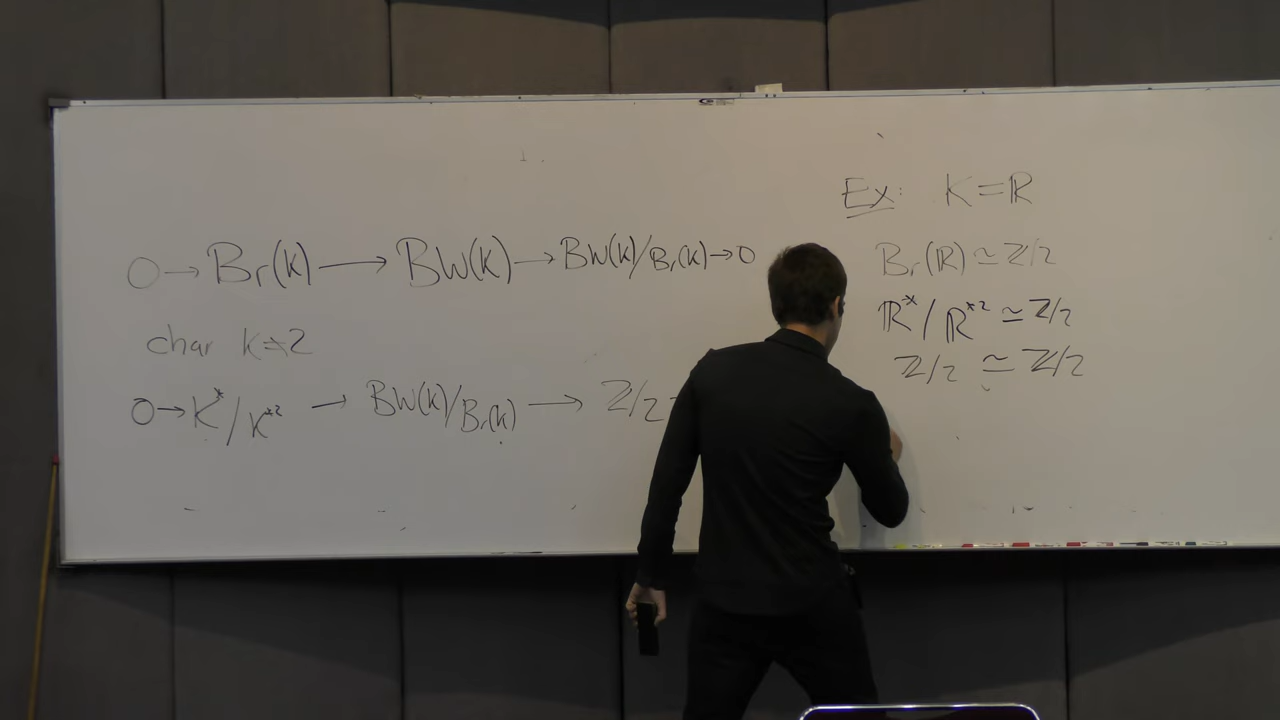 0 → Br(k) → BW(k) → BW(k)/Br(k) → 0
char k ≠ 2
0 → K*/K*² → BW(k)/Br(k) → Z/2
Ex: K = ℝ
Br(ℝ) ≃ Z/2
ℝ*/ℝ*² ≃ Z/2
Z/2 ≃ Z/2